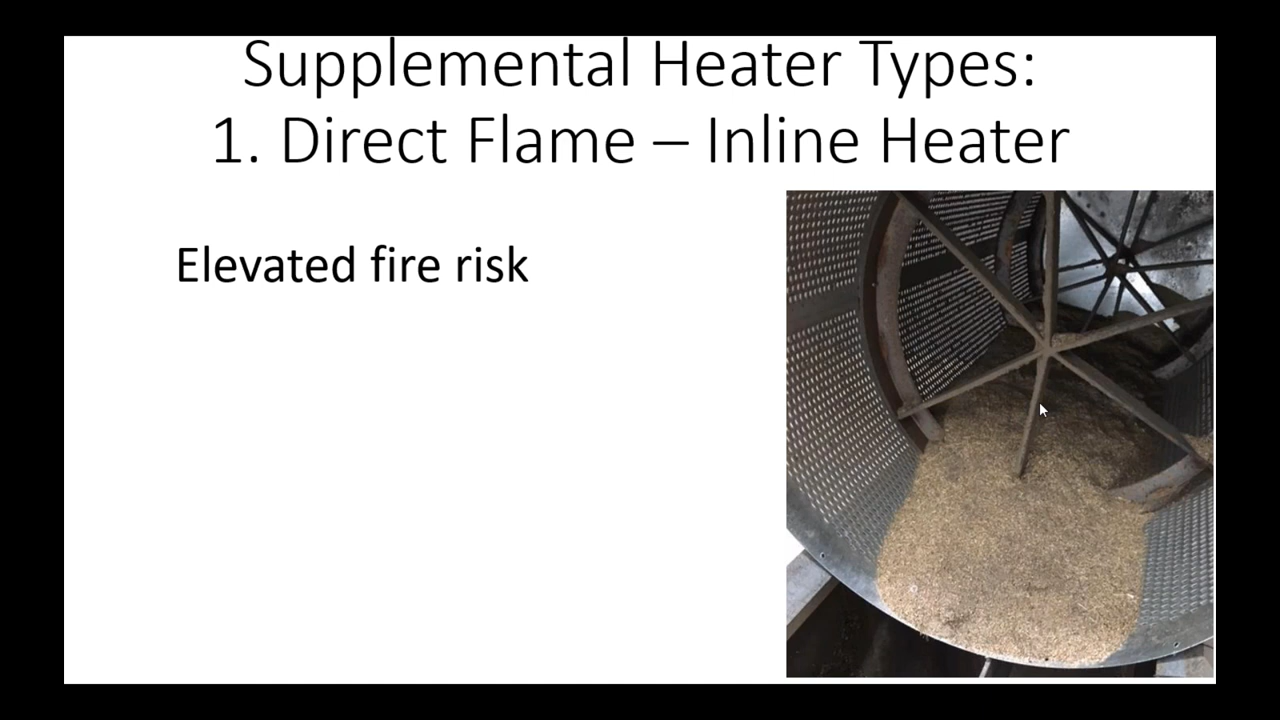 Supplemental Heater Types:
1. Direct Flame – Inline Heater
Elevated fire risk